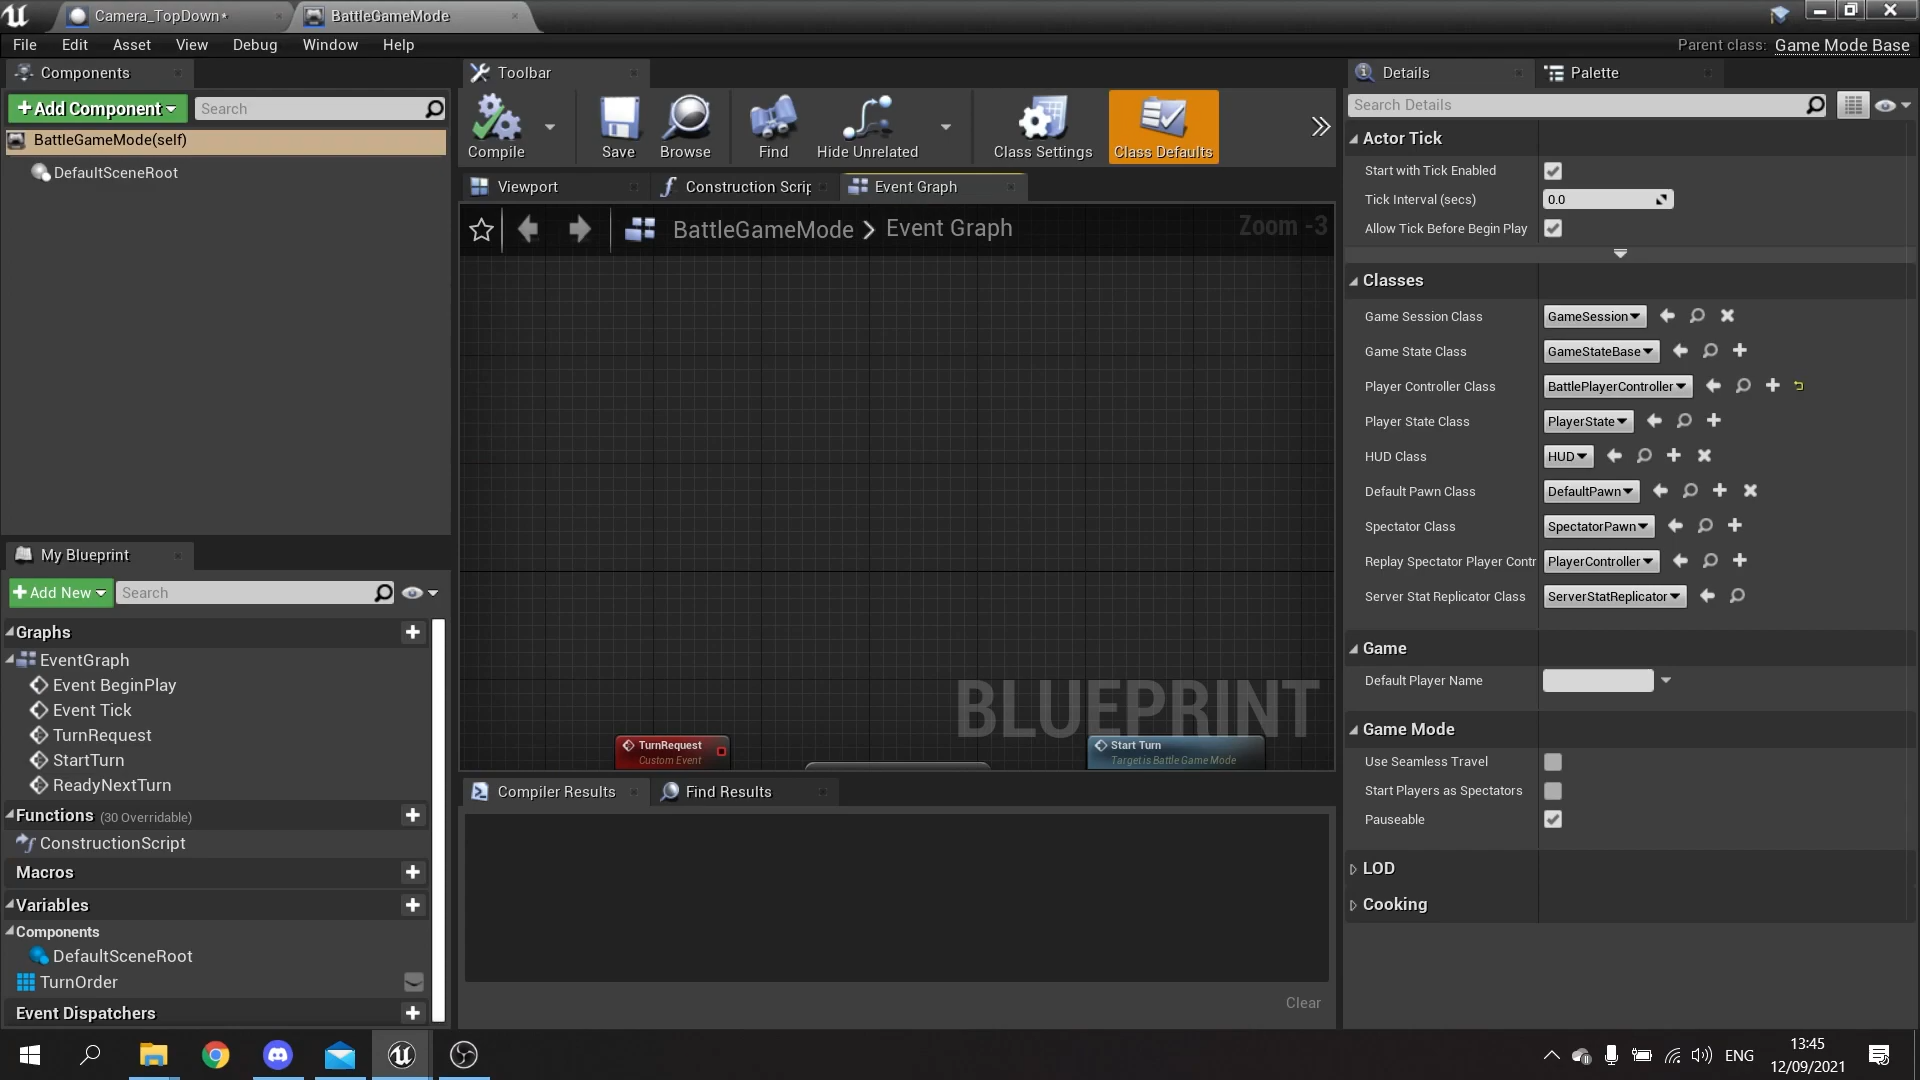 Camera_TopDown*
BattleGameMode
File Edit Asset View Debug Window Help
Parent class: Game Mode Base
Components
+Add Component
Search
BattleGameMode(self)
DefaultSceneRoot
My Blueprint
+Add New
Search
Graphs
EventGraph
Event BeginPlay
Event Tick
TurnRequest
StartTurn
ReadyNextTurn
Functions (30 Overridable)
ConstructionScript
Macros
Variables
Components
DefaultSceneRoot
TurnOrder
Event Dispatchers
Toolbar
Compile
Save
Browse
Find
Hide Unrelated
Class Settings
Class Defaults
Viewport
Construction Scrip
Event Graph
BattleGameMode > Event Graph
Zoom -3
BLUEPRINT
TurnRequest
Custom Event
Start Turn
Target is Battle Game Mode
Compiler Results
Find Results
Clear
Details
Palette
Search Details
Actor Tick
Start with Tick Enabled
Tick Interval (secs) 0.0
Allow Tick Before Begin Play
Classes
Game Session Class GameSession
Game State Class GameStateBase
Player Controller Class BattlePlayerController
Player State Class PlayerState
HUD Class HUD
Default Pawn Class DefaultPawn
Spectator Class SpectatorPawn
Replay Spectator Player Contr PlayerController
Server Stat Replicator Class ServerStatReplicator
Game
Default Player Name
Game Mode
Use Seamless Travel
Start Players as Spectators
Pauseable
LOD
Cooking
ENG
13:45
12/09/2021